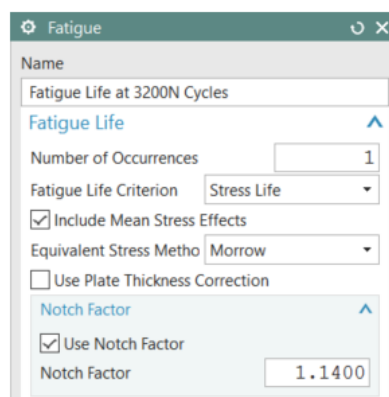 Fatigue
Name
Fatigue Life at 3200N Cycles
Fatigue Life
Number of Occurrences 1
Fatigue Life Criterion Stress Life
Include Mean Stress Effects
Equivalent Stress Metho Morrow
Use Plate Thickness Correction
Notch Factor
Use Notch Factor
Notch Factor 1.1400